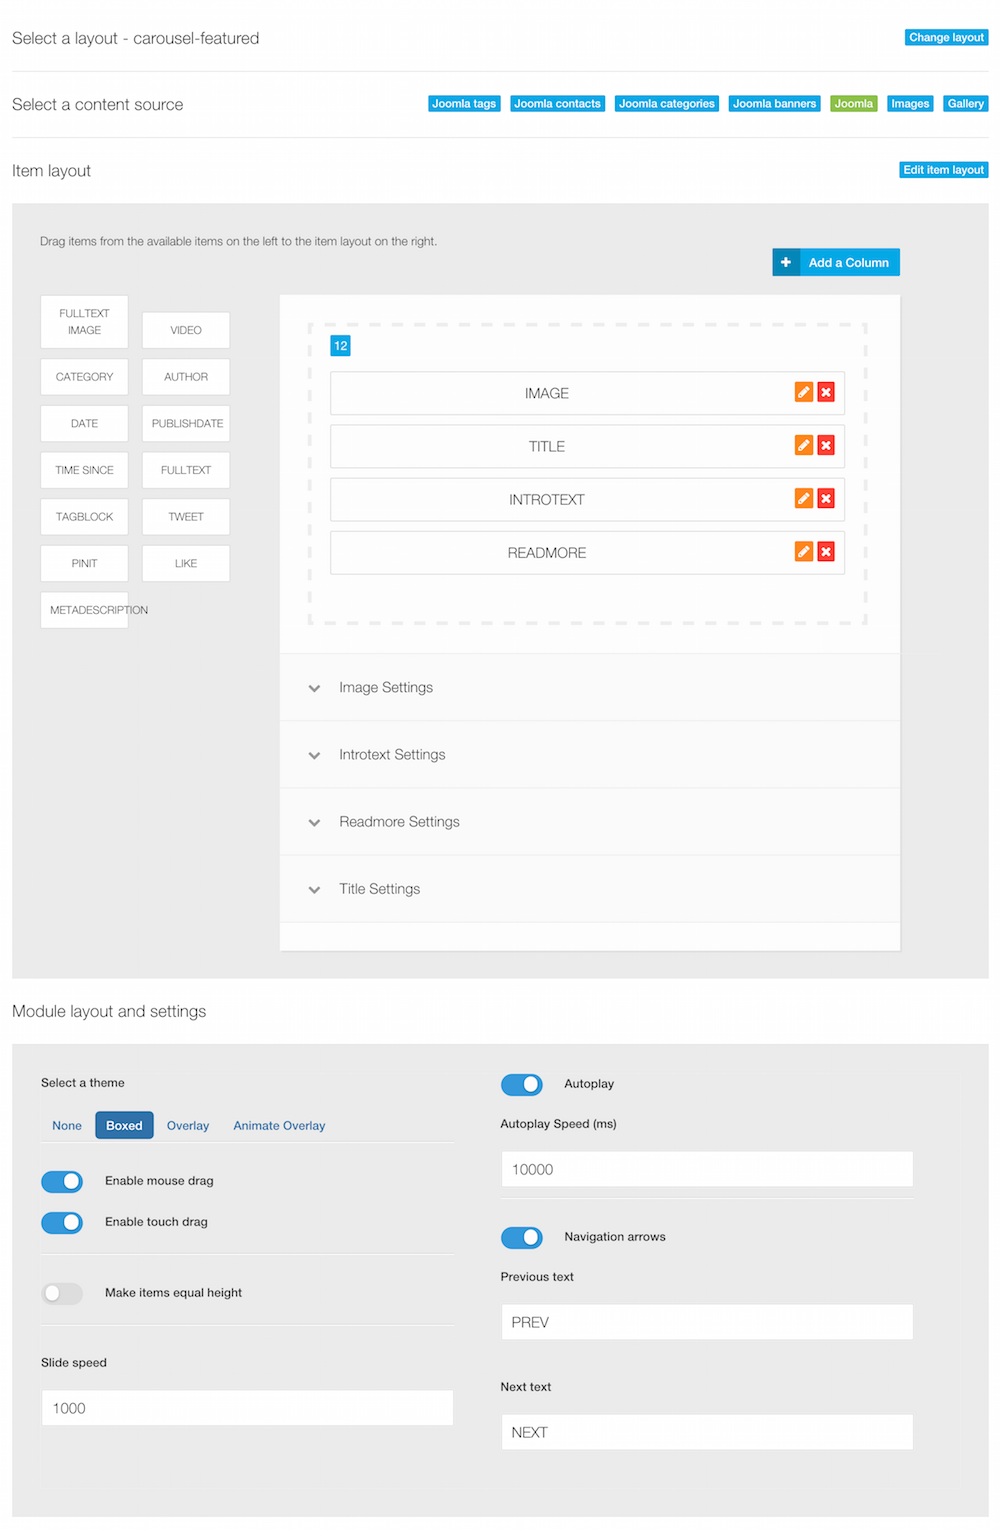 Select a layout - carousel-featured
Change layout
Select a content source
Joomla tags Joomla contacts Joomla categories Joomla banners Joomla Images Gallery
Item layout
Edit item layout
Drag items from the available items on the left to the item layout on the right.
+ Add a Column
FULLTEXT
IMAGE
VIDEO
CATEGORY
AUTHOR
DATE
PUBLISHDATE
TIME SINCE
FULLTEXT
TAGBLOCK
TWEET
PINIT
LIKE
METADESCRIPTION
12
IMAGE
TITLE
INTROTEXT
READMORE
Image Settings
Introtext Settings
Readmore Settings
Title Settings
Module layout and settings
Select a theme
None Boxed Overlay Animate Overlay
Enable mouse drag
Enable touch drag
Make items equal height
Slide speed
1000
Autoplay
Autoplay Speed (ms)
10000
Navigation arrows
Previous text
PREV
Next text
NEXT